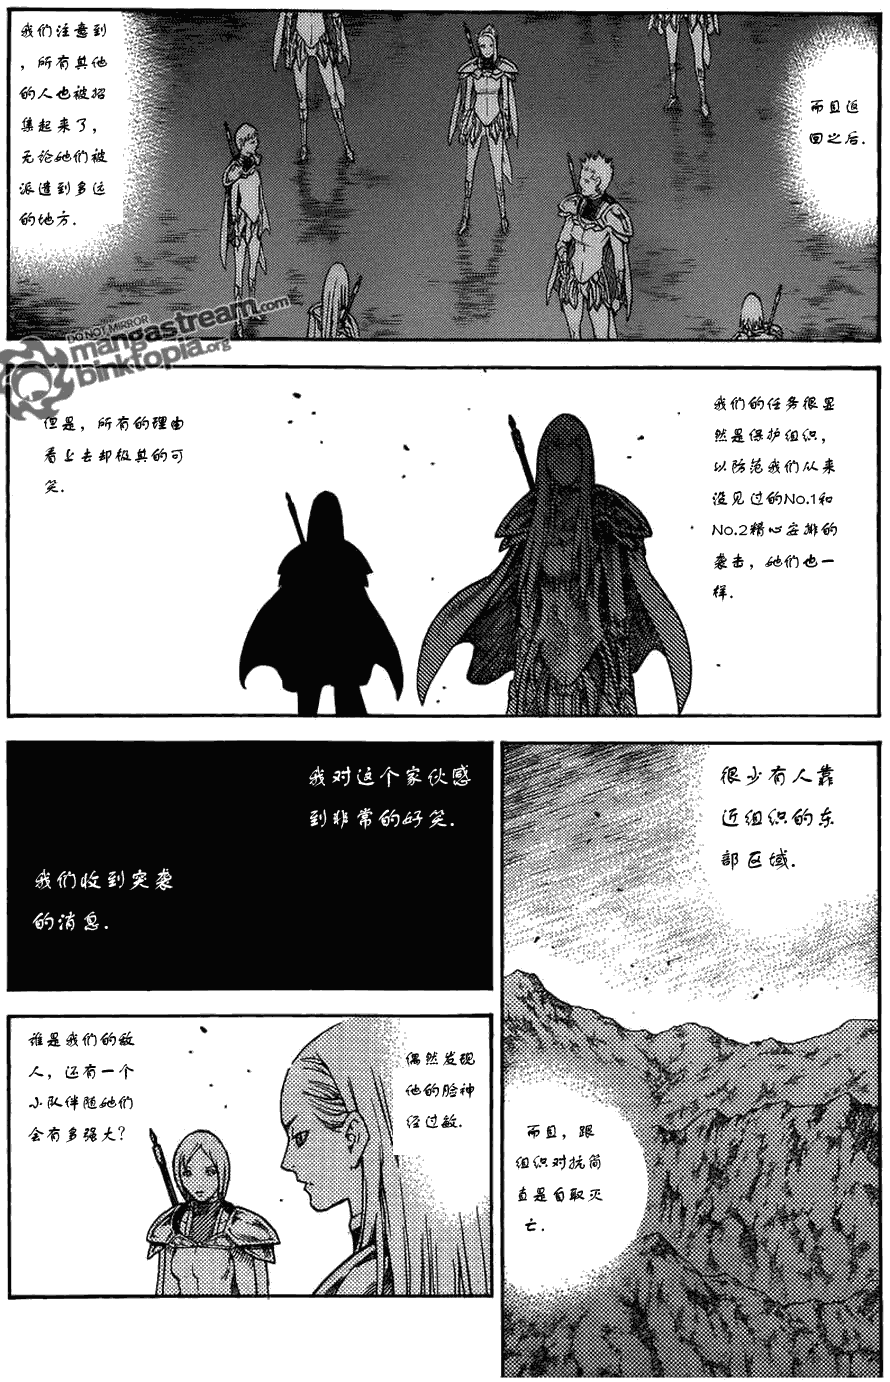 而且返
回之后.
我们注意到
，所有其他
的人也被招
集起来了，
无论她们被
派遣到多远
的地方.
DO NOT MIRROR
mangastream.com
binktopia.org
我们的任务很显
然是保护组织，
以防范我们从来
没见过的No.1和
No.2精心安排的
袭击，她们也一
样.
但是，所有的理由
看上去却极其的可
笑.
很少有人靠
近组织的东
部区域.
而且，跟
组织对抗简
直是自取灭
亡.
我对这个家伙感
到非常的好笑.
我们收到突袭
的消息.
偶然发现
他的脸神
经过敏.
谁是我们的敌
人，还有一个
小队伴随她们
会有多强大?